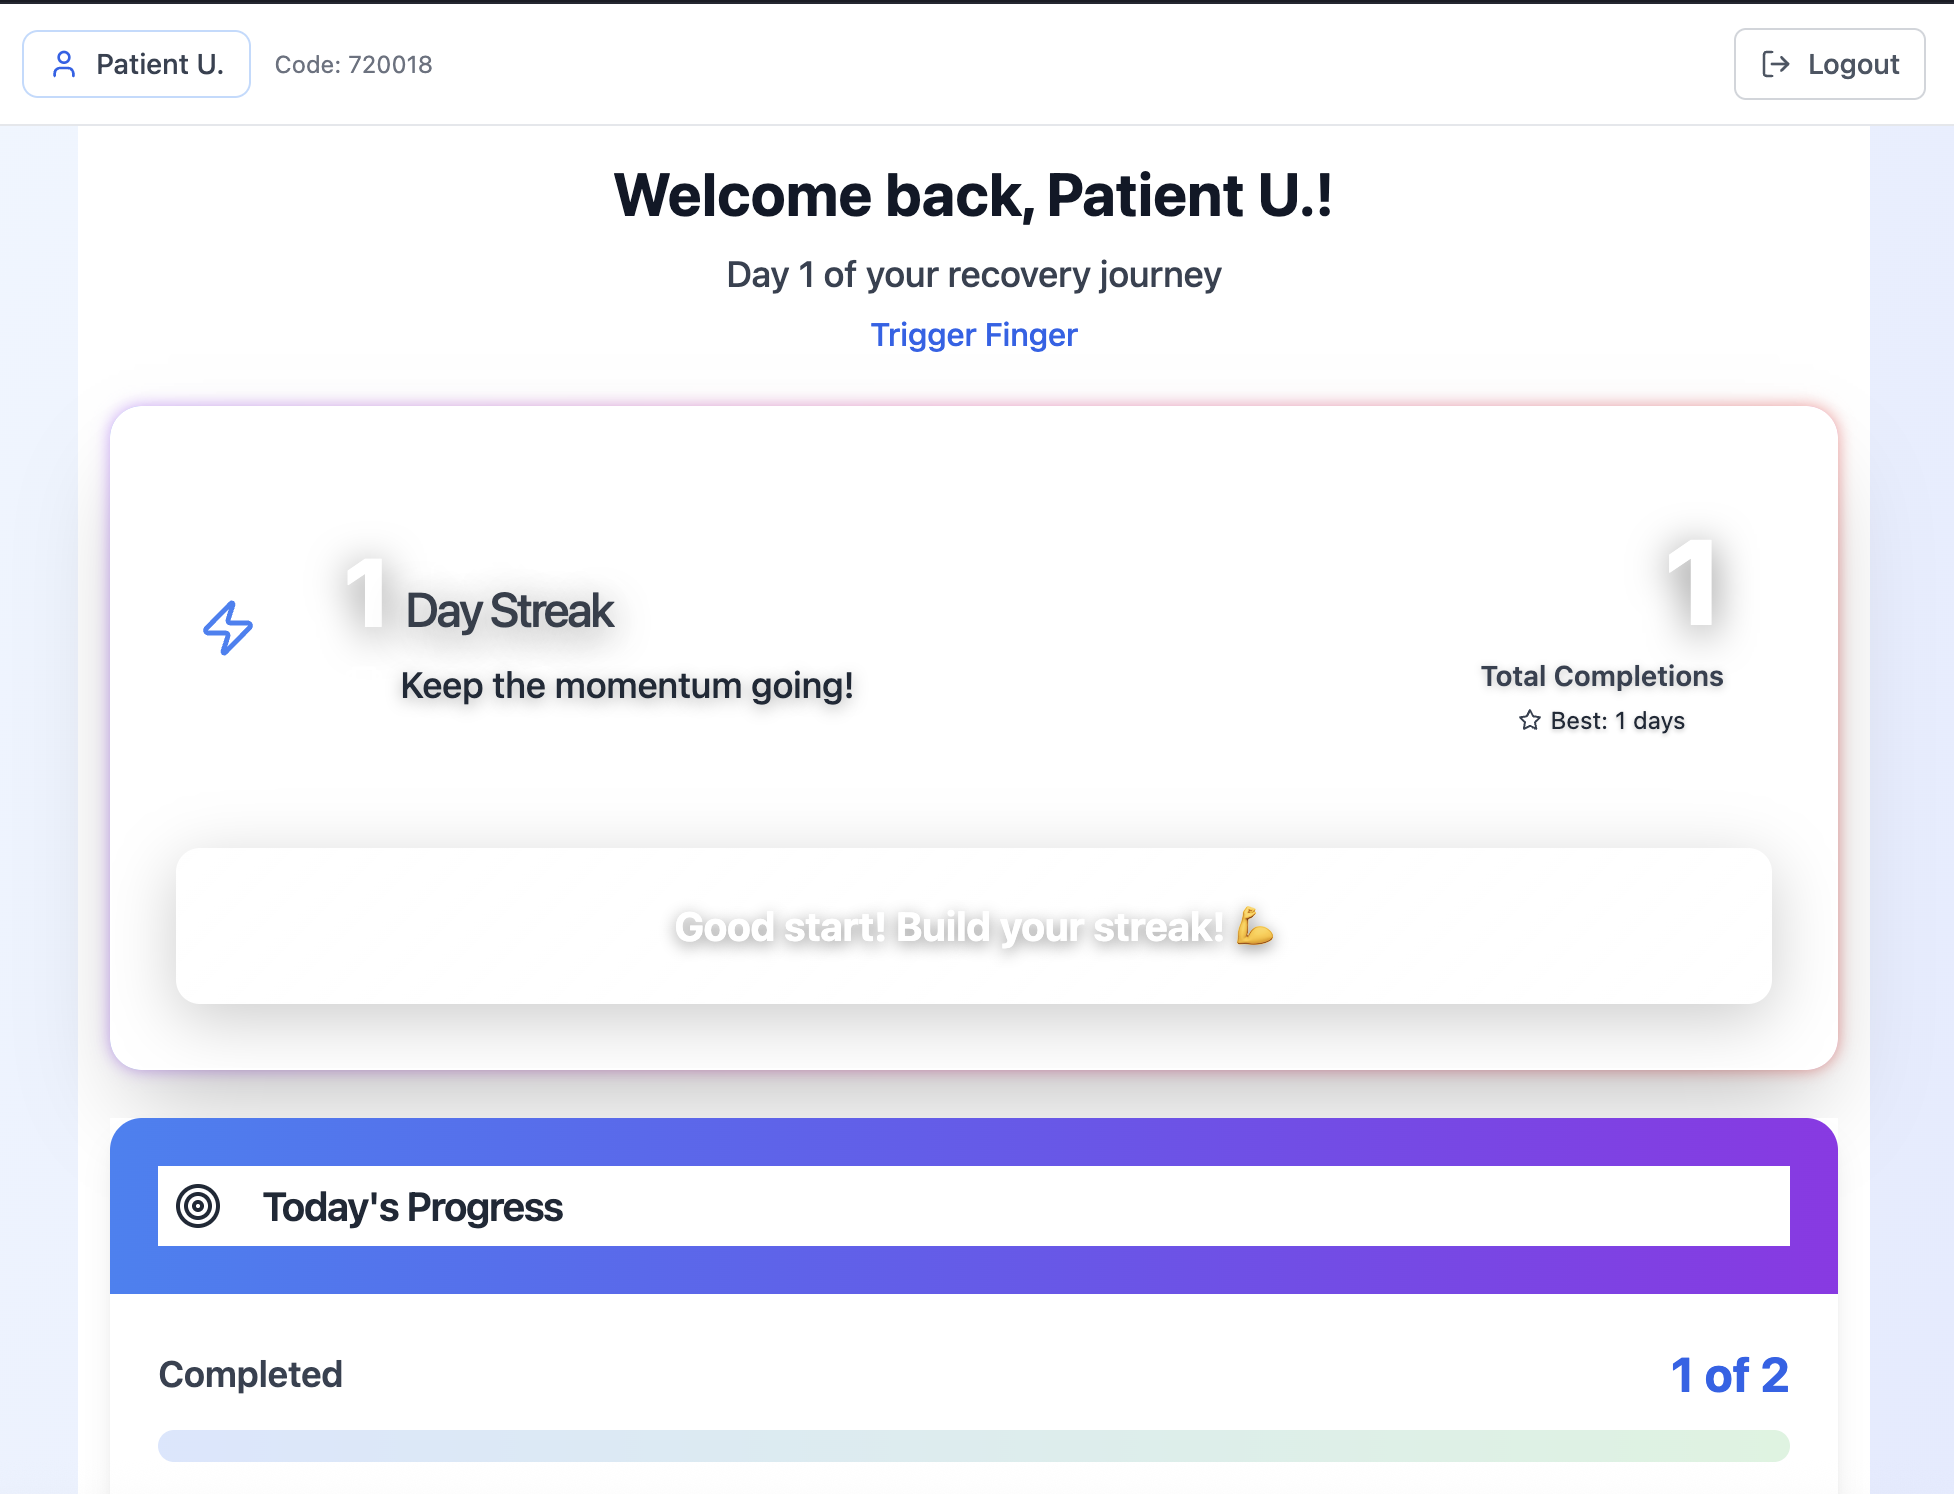 Patient U.
Code: 720018
Logout
Welcome back, Patient U.!
Day 1 of your recovery journey
Trigger Finger
1 Day Streak
Keep the momentum going!
1
Total Completions
Best: 1 days
Good start! Build your streak! 💪
Today's Progress
Completed
1 of 2